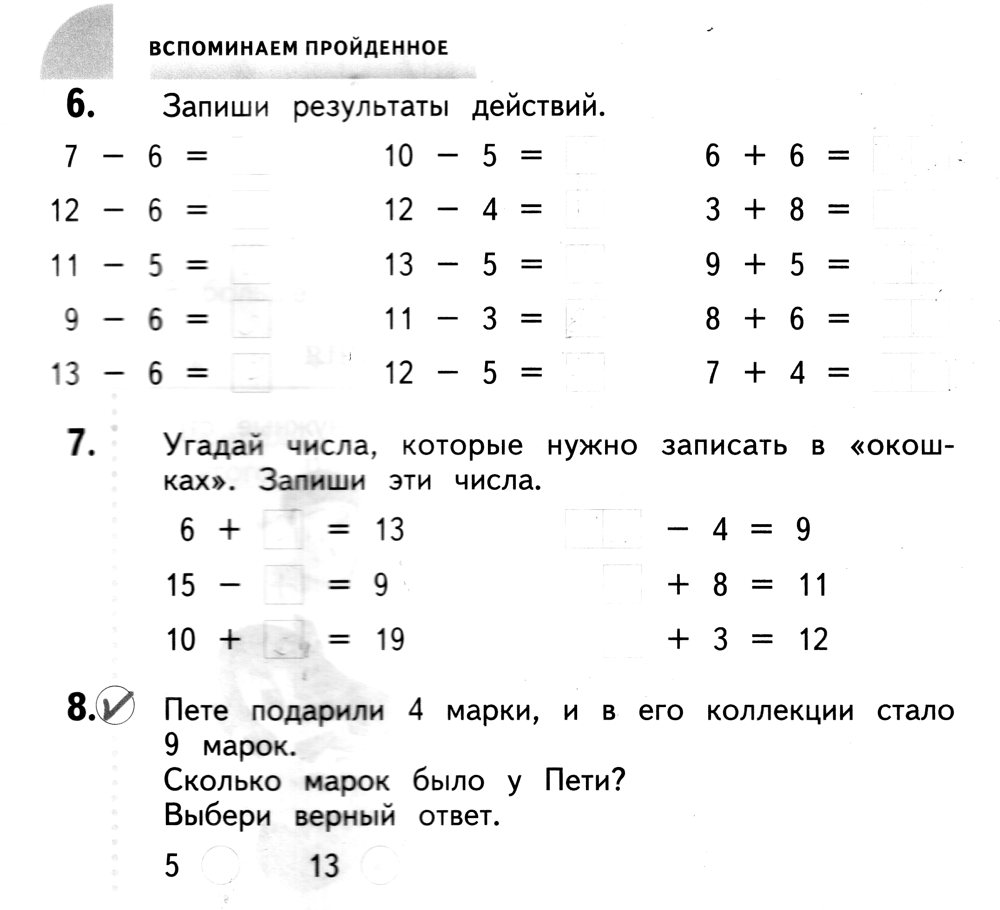 ВСПОМИНАЕМ ПРОЙДЕННОЕ
6. Запиши результаты действий.
7 − 6 = 10 − 5 = 6 + 6 =
12 − 6 = 12 − 4 = 3 + 8 =
11 − 5 = 13 − 5 = 9 + 5 =
9 − 6 = 11 − 3 = 8 + 6 =
13 − 6 = 12 − 5 = 7 + 4 =
7. Угадай числа, которые нужно записать в «окош-
ках». Запиши эти числа.
6 + = 13 − 4 = 9
15 − = 9 + 8 = 11
10 + = 19 + 3 = 12
8. Пете подарили 4 марки, и в его коллекции стало
9 марок.
Сколько марок было у Пети?
Выбери верный ответ.
5 13